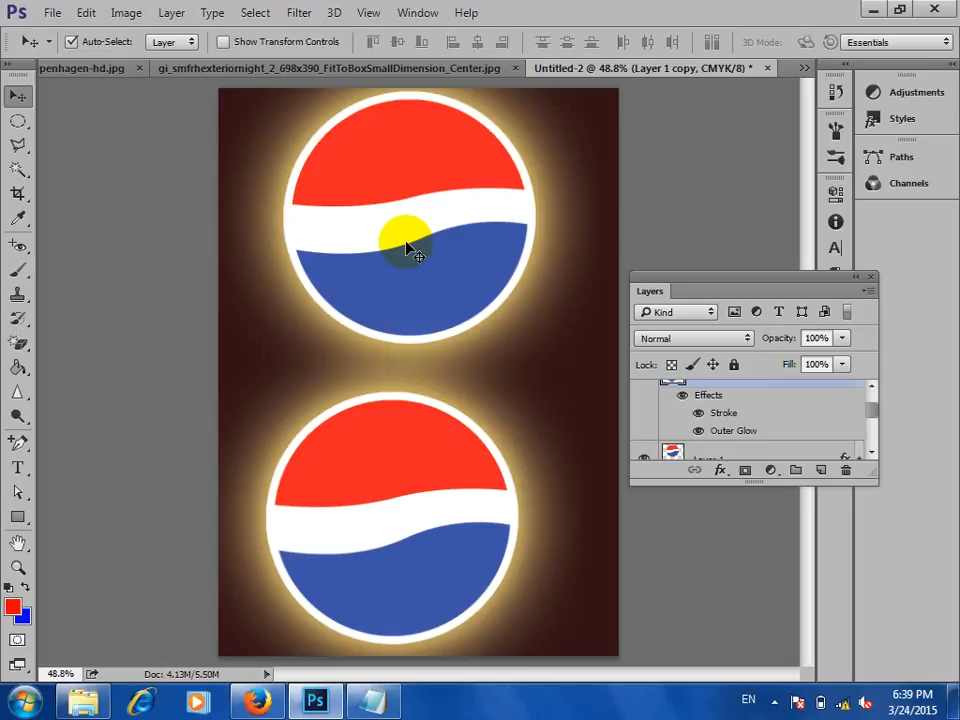 Ps File Edit Image Layer Type Select Filter 3D View Window Help
Auto-Select: Layer Show Transform Controls 3D Mode: Essentials
penhagen-hd.jpg × gi_smfrhexteriornight_2_698x390_FitToBoxSmallDimension_Center.jpg × Untitled-2 @ 48.8% (Layer 1 copy, CMYK/8) * ×
Adjustments
Styles
Paths
Channels
Layers
Kind
Normal Opacity: 100%
Lock: Fill: 100%
Effects
Stroke
Outer Glow
48.8% Doc: 4.13M/5.50M
Ps EN 6:39 PM
3/24/2015